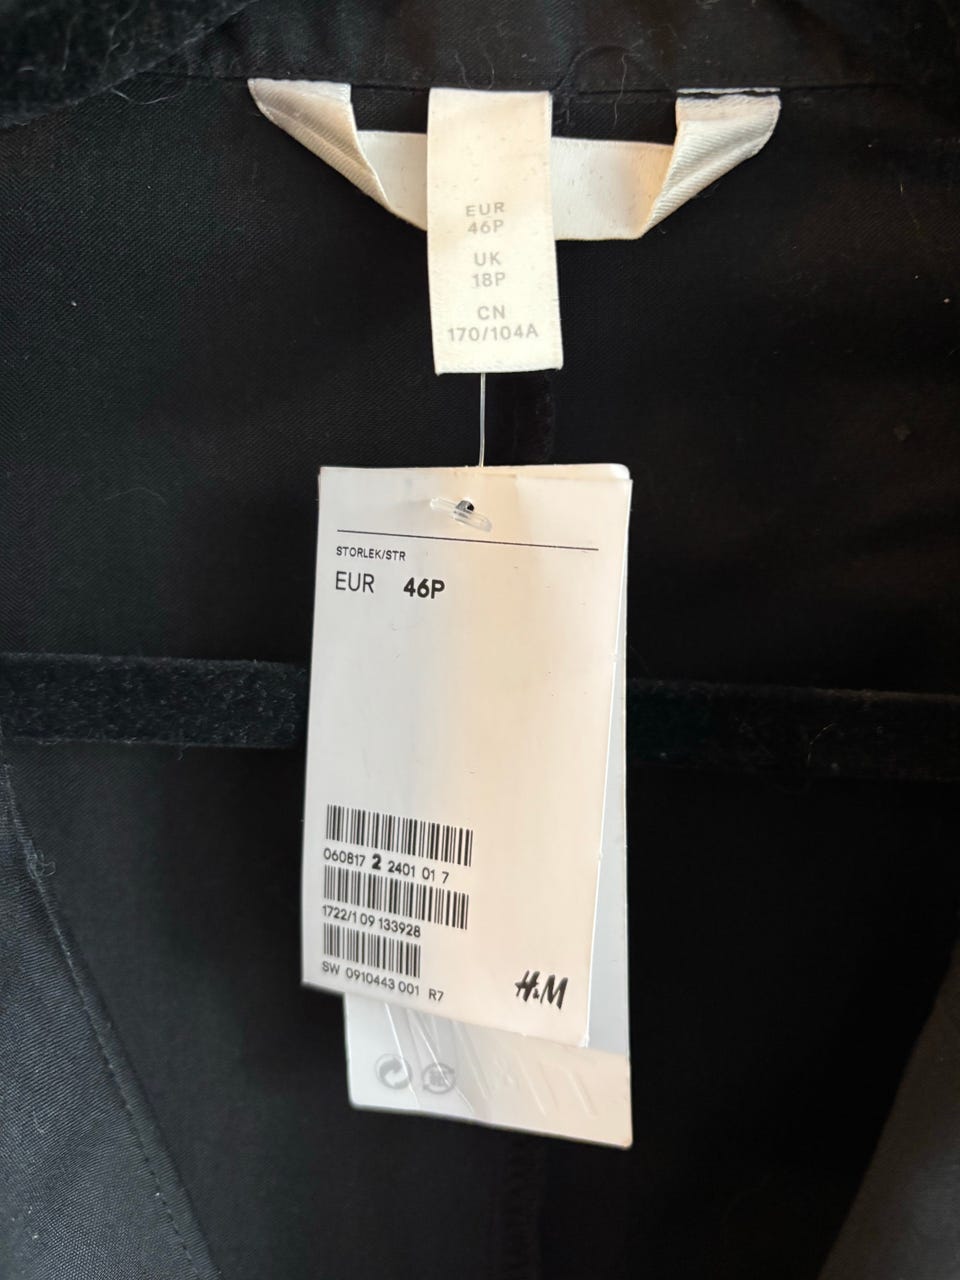 EUR
46P
UK
18P
CN
170/104A
STORLEK/STR
EUR 46P
060817 2 2401 01 7
1722/1 09 133928
SW 0910443 001 R7
H&M